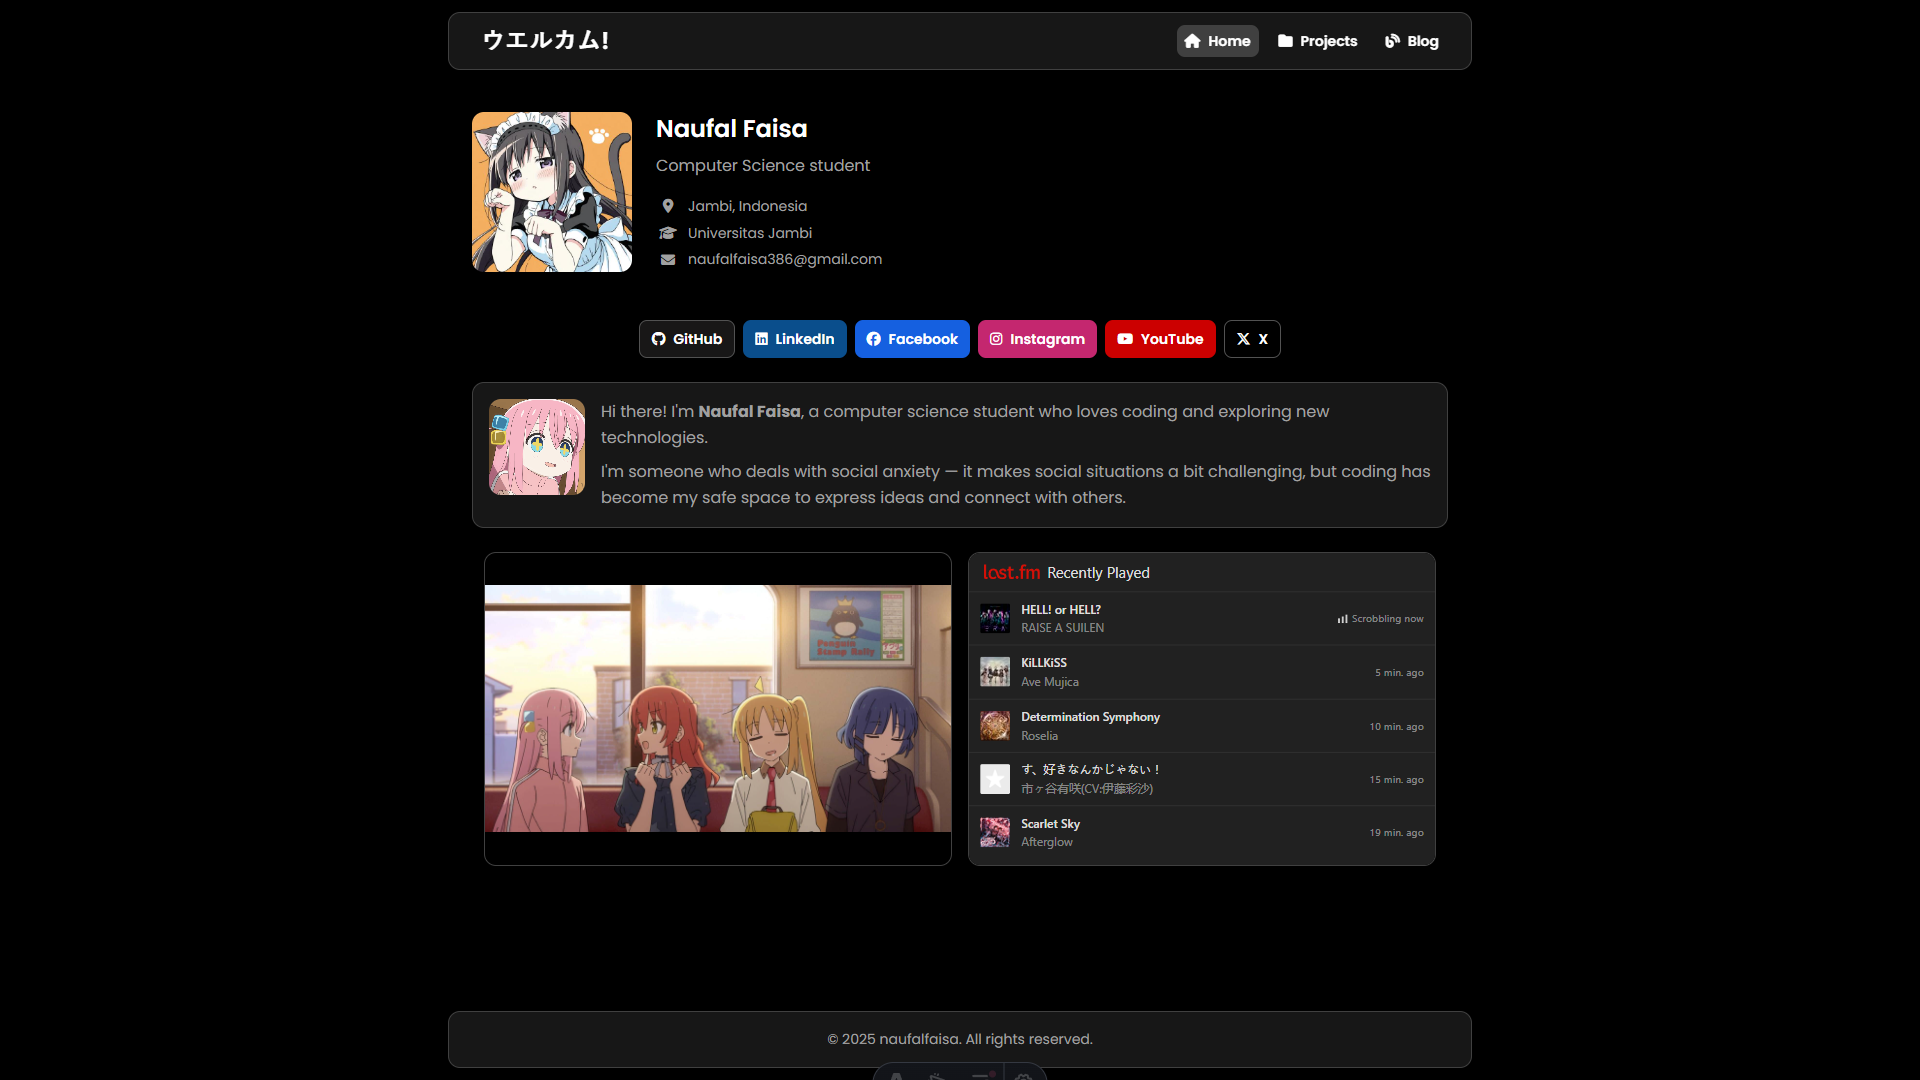 ウエルカム!
Home
Projects
Blog
Naufal Faisa
Computer Science student
Jambi, Indonesia
Universitas Jambi
naufalfaisa386@gmail.com
GitHub
LinkedIn
Facebook
Instagram
YouTube
X
Hi there! I'm Naufal Faisa, a computer science student who loves coding and exploring new
technologies.
I'm someone who deals with social anxiety — it makes social situations a bit challenging, but coding has
become my safe space to express ideas and connect with others.
Penguin
Stamp Rally
lost.fm Recently Played
HELL! or HELL?
RAISE A SUILEN
Scrobbling now
KiLLKiSS
Ave Mujica
5 min. ago
Determination Symphony
Roselia
10 min. ago
す、好きなんかじゃない！
市ヶ谷有咲(CV:伊藤彩沙)
15 min. ago
Scarlet Sky
Afterglow
19 min. ago
© 2025 naufalfaisa. All rights reserved.